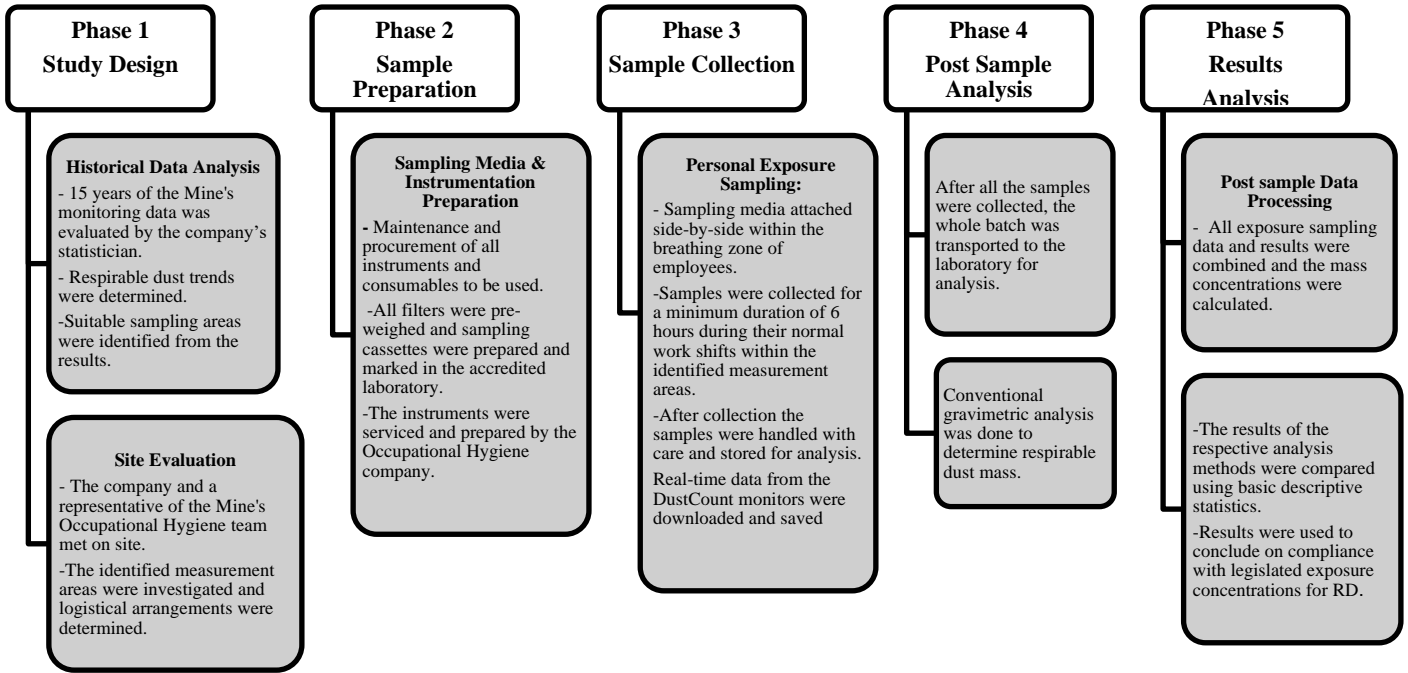 Phase 1
Study Design
Historical Data Analysis
- 15 years of the Mine's
monitoring data was
evaluated by the company's
statistician.
- Respirable dust trends
were determined.
-Suitable sampling areas
were identified from the
results.
Site Evaluation
- The company and a
representative of the Mine's
Occupational Hygiene team
met on site.
-The identified measurement
areas were investigated and
logistical arrangements were
determined.
Phase 2
Sample
Preparation
Sampling Media &
Instrumentation
Preparation
- Maintenance and
procurement of all
instruments and
consumables to be used.
-All filters were pre-
weighed and sampling
cassettes were prepared and
marked in the accredited
laboratory.
-The instruments were
serviced and prepared by the
Occupational Hygiene
company.
Phase 3
Sample Collection
Personal Exposure
Sampling:
- Sampling media attached
side-by-side within the
breathing zone of
employees.
-Samples were collected for
a minimum duration of 6
hours during their normal
work shifts within the
identified measurement
areas.
-After collection the
samples were handled with
care and stored for analysis.
Real-time data from the
DustCount monitors were
downloaded and saved
Phase 4
Post Sample
Analysis
After all the samples
were collected, the
whole batch was
transported to the
laboratory for
analysis.
Conventional
gravimetric analysis
was done to
determine respirable
dust mass.
Phase 5
Results
Analysis
Post sample Data
Processing
- All exposure sampling
data and results were
combined and the mass
concentrations were
calculated.
-The results of the
respective analysis
methods were compared
using basic descriptive
statistics.
-Results were used to
conclude on compliance
with legislated exposure
concentrations for RD.